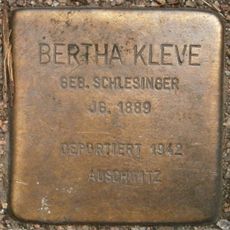 BERTHA KLEVE
GEB. SCHLESINGER
JG. 1889
DEPORTIERT 1942
AUSCHWITZ